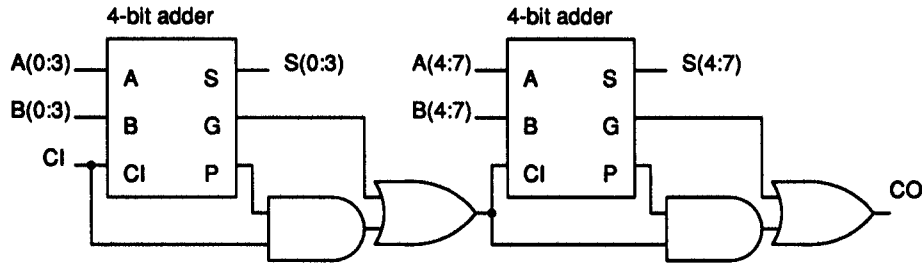 4-bit adder
4-bit adder
A(0:3)
A
S
S(0:3)
A(4:7)
A
S
S(4:7)
B(0:3)
B
G
B(4:7)
B
G
CI
CI
P
CI
P
CO